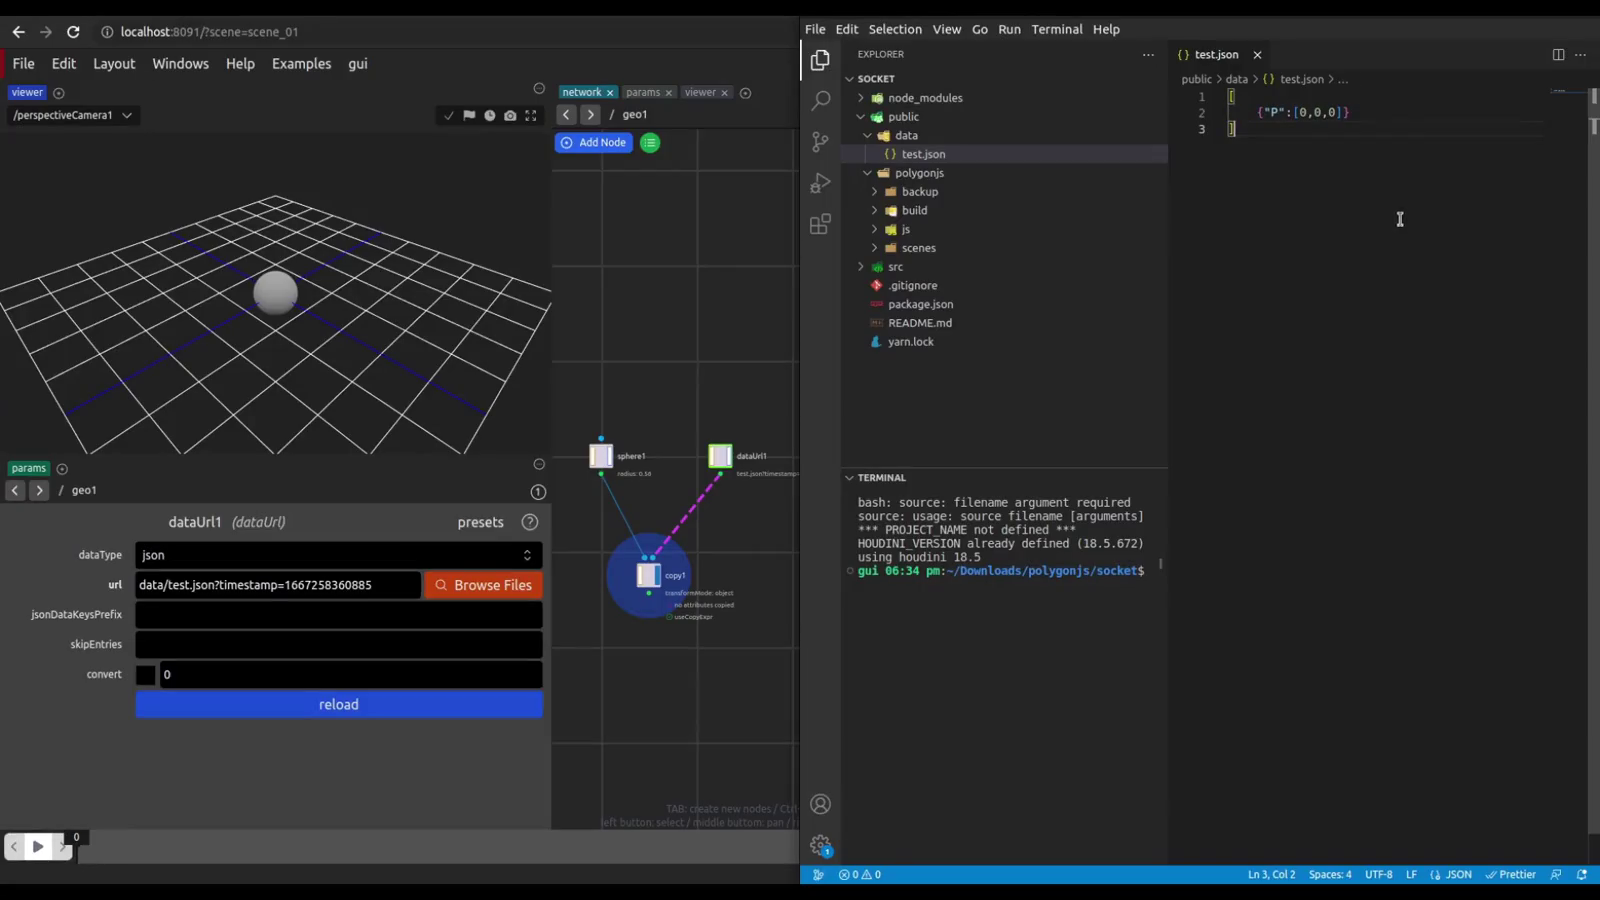 localhost:8091/?scene=scene_01
File Edit Layout Windows Help Examples gui
viewer
/perspectiveCamera1
network × params × viewer ×
/ geo1
Add Node
sphere1
radius: 0.58
dataUrl1
test.json?timestamp=
copy1
transformMode: object
no attributes copied
useCopyExpr
TAB: create new nodes / Ctrl-
left button: select / middle buttom: pan / r
params
/ geo1
1
dataUrl1 (dataUrl) presets ?
dataType json
url data/test.json?timestamp=1667258360885 Browse Files
jsonDataKeysPrefix
skipEntries
convert 0
reload
0
File Edit Selection View Go Run Terminal Help
EXPLORER ...
SOCKET
node_modules
public
data
{} test.json
polygonjs
backup
build
js
scenes
src
.gitignore
package.json
README.md
yarn.lock
{} test.json ×
public > data > {} test.json > ...
1 [
2 {"P":[0,0,0]}
3 ]
TERMINAL
bash: source: filename argument required
source: usage: source filename [arguments]
*** PROJECT_NAME not defined ***
HOUDINI_VERSION already defined (18.5.672)
using houdini 18.5
gui 06:34 pm:~/Downloads/polygonjs/socket$
1
0 0
Ln 3, Col 2 Spaces: 4 UTF-8 LF {} JSON Prettier